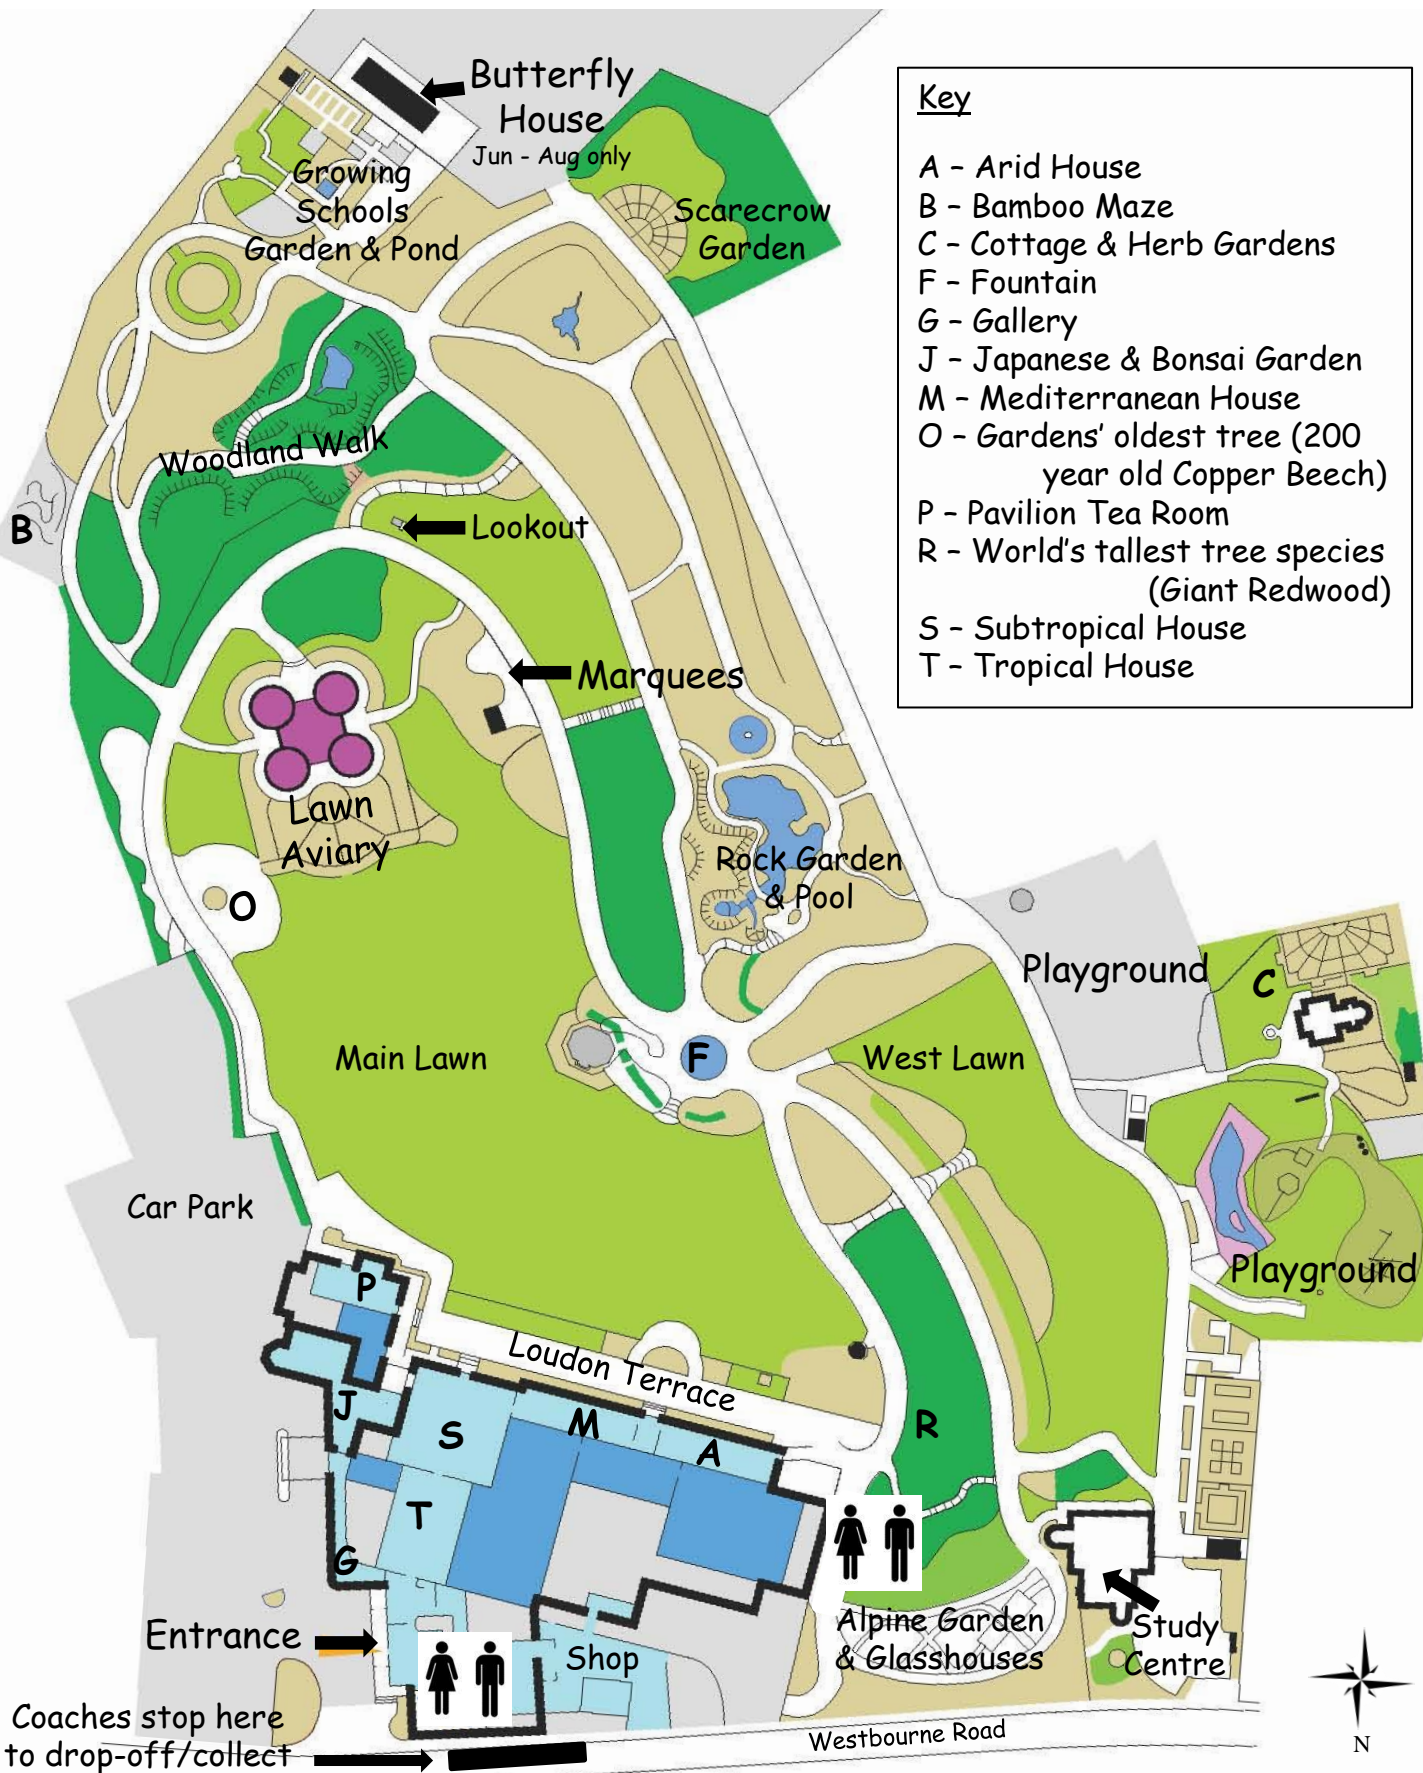 Butterfly
House
Jun - Aug only
Growing
Schools
Garden & Pond
Scarecrow
Garden
Key
A – Arid House
B – Bamboo Maze
C – Cottage & Herb Gardens
F – Fountain
G – Gallery
J – Japanese & Bonsai Garden
M – Mediterranean House
O – Gardens' oldest tree (200
year old Copper Beech)
P – Pavilion Tea Room
R – World's tallest tree species
(Giant Redwood)
S – Subtropical House
T – Tropical House
Woodland Walk
B
Lookout
Marquees
Lawn
Aviary
Rock Garden
& Pool
O
Playground
C
Main Lawn
F
West Lawn
Car Park
Playground
P
Loudon Terrace
J
S
M
A
R
T
G
Entrance
Shop
Alpine Garden
& Glasshouses
Study
Centre
Coaches stop here
to drop-off/collect
Westbourne Road
N